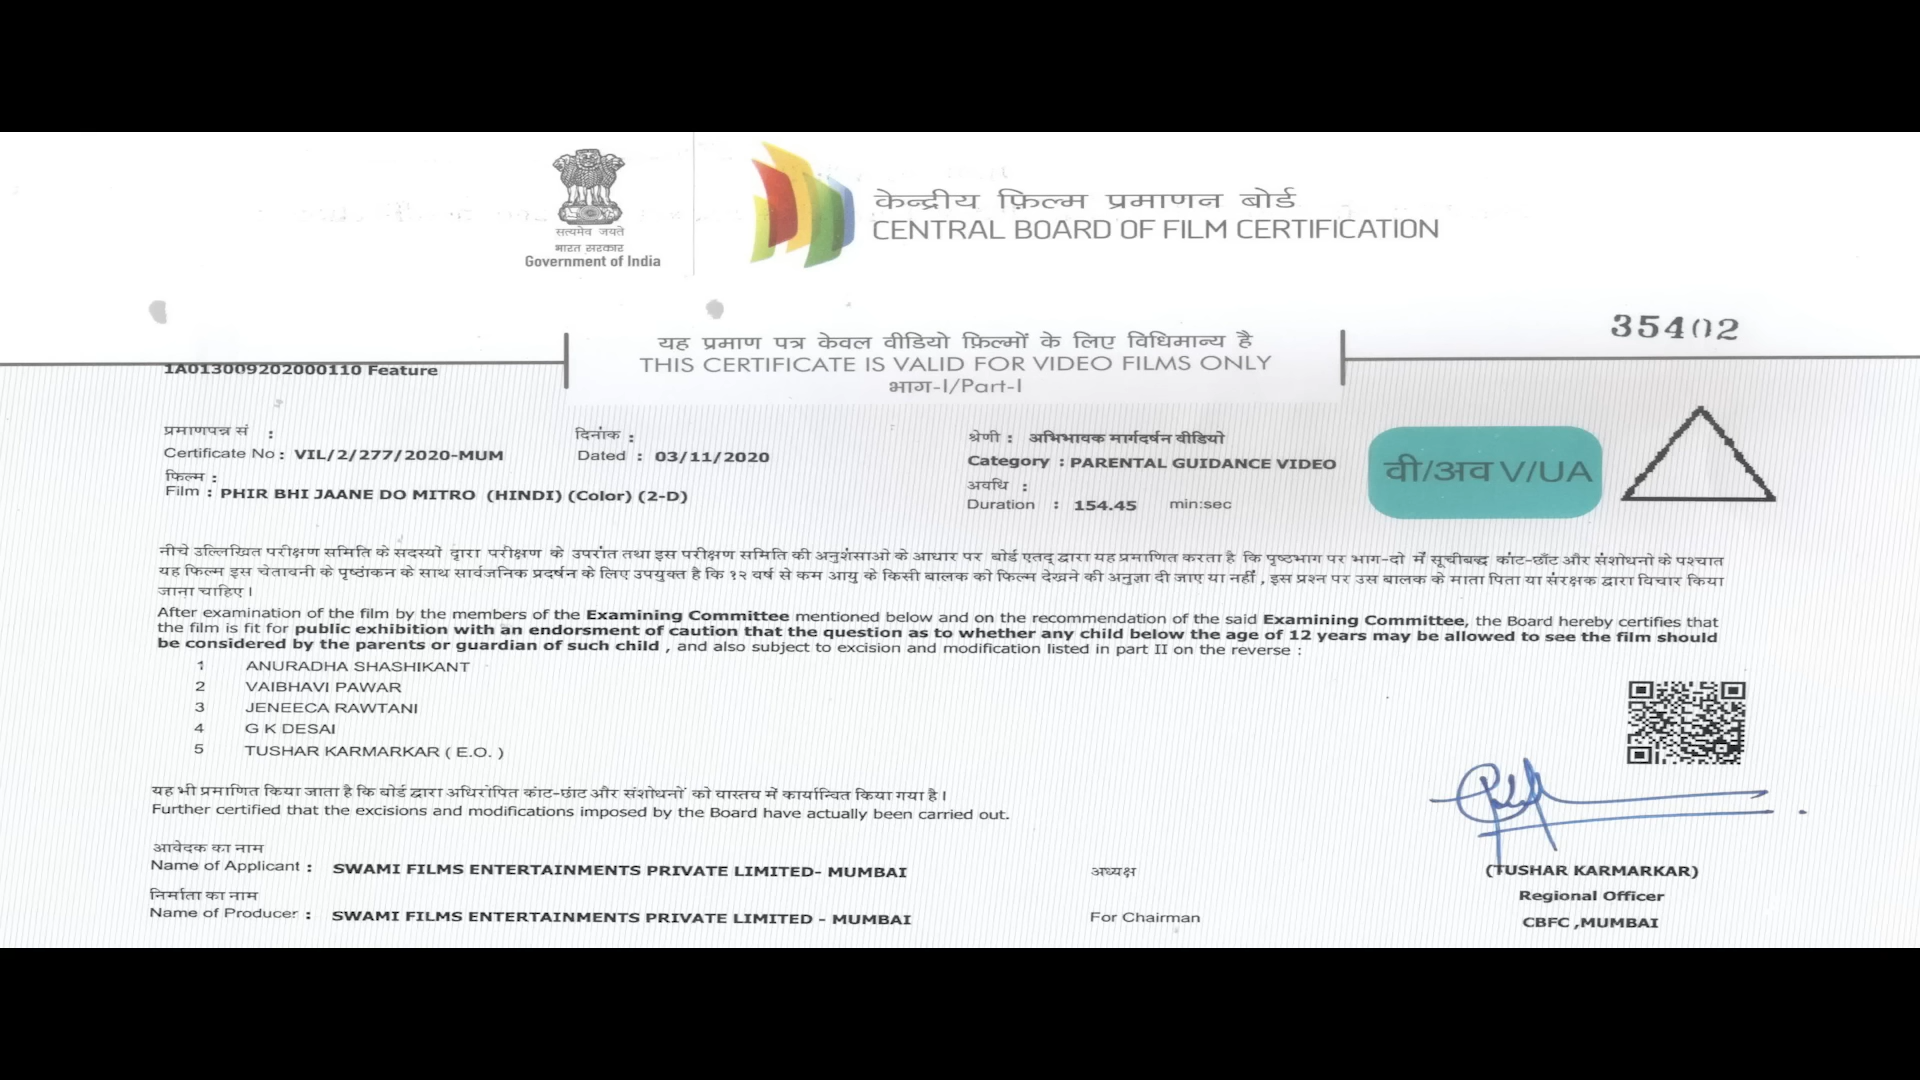 सत्यमेव जयते
भारत सरकार
Government of India
केन्द्रीय फ़िल्म प्रमाणन बोर्ड
CENTRAL BOARD OF FILM CERTIFICATION
35402
यह प्रमाण पत्र केवल वीडियो फ़िल्मों के लिए विधिमान्य है
THIS CERTIFICATE IS VALID FOR VIDEO FILMS ONLY
भाग-I/Part-I
1A013009202000110 Feature
प्रमाणपत्र सं :
Certificate No : VIL/2/277/2020-MUM
दिनांक :
Dated : 03/11/2020
श्रेणी : अभिभावक मार्गदर्षन वीडियो
Category : PARENTAL GUIDANCE VIDEO
वी/अव V/UA
फिल्म :
Film : PHIR BHI JAANE DO MITRO (HINDI) (Color) (2-D)
अवधि :
Duration : 154.45 min:sec
नीचे उल्लिखित परीक्षण समिति के सदस्यों द्वारा परीक्षण के उपरांत तथा इस परीक्षण समिति की अनुशंसाओ के आधार पर बोर्ड एतद् द्वारा यह प्रमाणित करता है कि पृष्ठभाग पर भाग-दो में सूचीबद्ध कांट-छाँट और संशोधनो के पश्चात
यह फिल्म इस चेतावनी के पृष्ठांकन के साथ सार्वजनिक प्रदर्षन के लिए उपयुक्त है कि १२ वर्ष से कम आयु के किसी बालक को फिल्म देखने की अनुज्ञा दी जाए या नहीं , इस प्रश्न पर उस बालक के माता पिता या संरक्षक द्वारा विचार किया
जाना चाहिए ।
After examination of the film by the members of the Examining Committee mentioned below and on the recommendation of the said Examining Committee, the Board hereby certifies that
the film is fit for public exhibition with an endorsment of caution that the question as to whether any child below the age of 12 years may be allowed to see the film should
be considered by the parents or guardian of such child , and also subject to excision and modification listed in part II on the reverse :
1 ANURADHA SHASHIKANT
2 VAIBHAVI PAWAR
3 JENEECA RAWTANI
4 G K DESAI
5 TUSHAR KARMARKAR ( E.O. )
यह भी प्रमाणित किया जाता है कि बोर्ड द्वारा अधिरोपित कांट-छांट और संशोधनों को वास्तव में कार्यान्वित किया गया है ।
Further certified that the excisions and modifications imposed by the Board have actually been carried out.
आवेदक का नाम
Name of Applicant : SWAMI FILMS ENTERTAINMENTS PRIVATE LIMITED- MUMBAI
निर्माता का नाम
Name of Producer : SWAMI FILMS ENTERTAINMENTS PRIVATE LIMITED - MUMBAI
अध्यक्ष
For Chairman
(TUSHAR KARMARKAR)
Regional Officer
CBFC ,MUMBAI